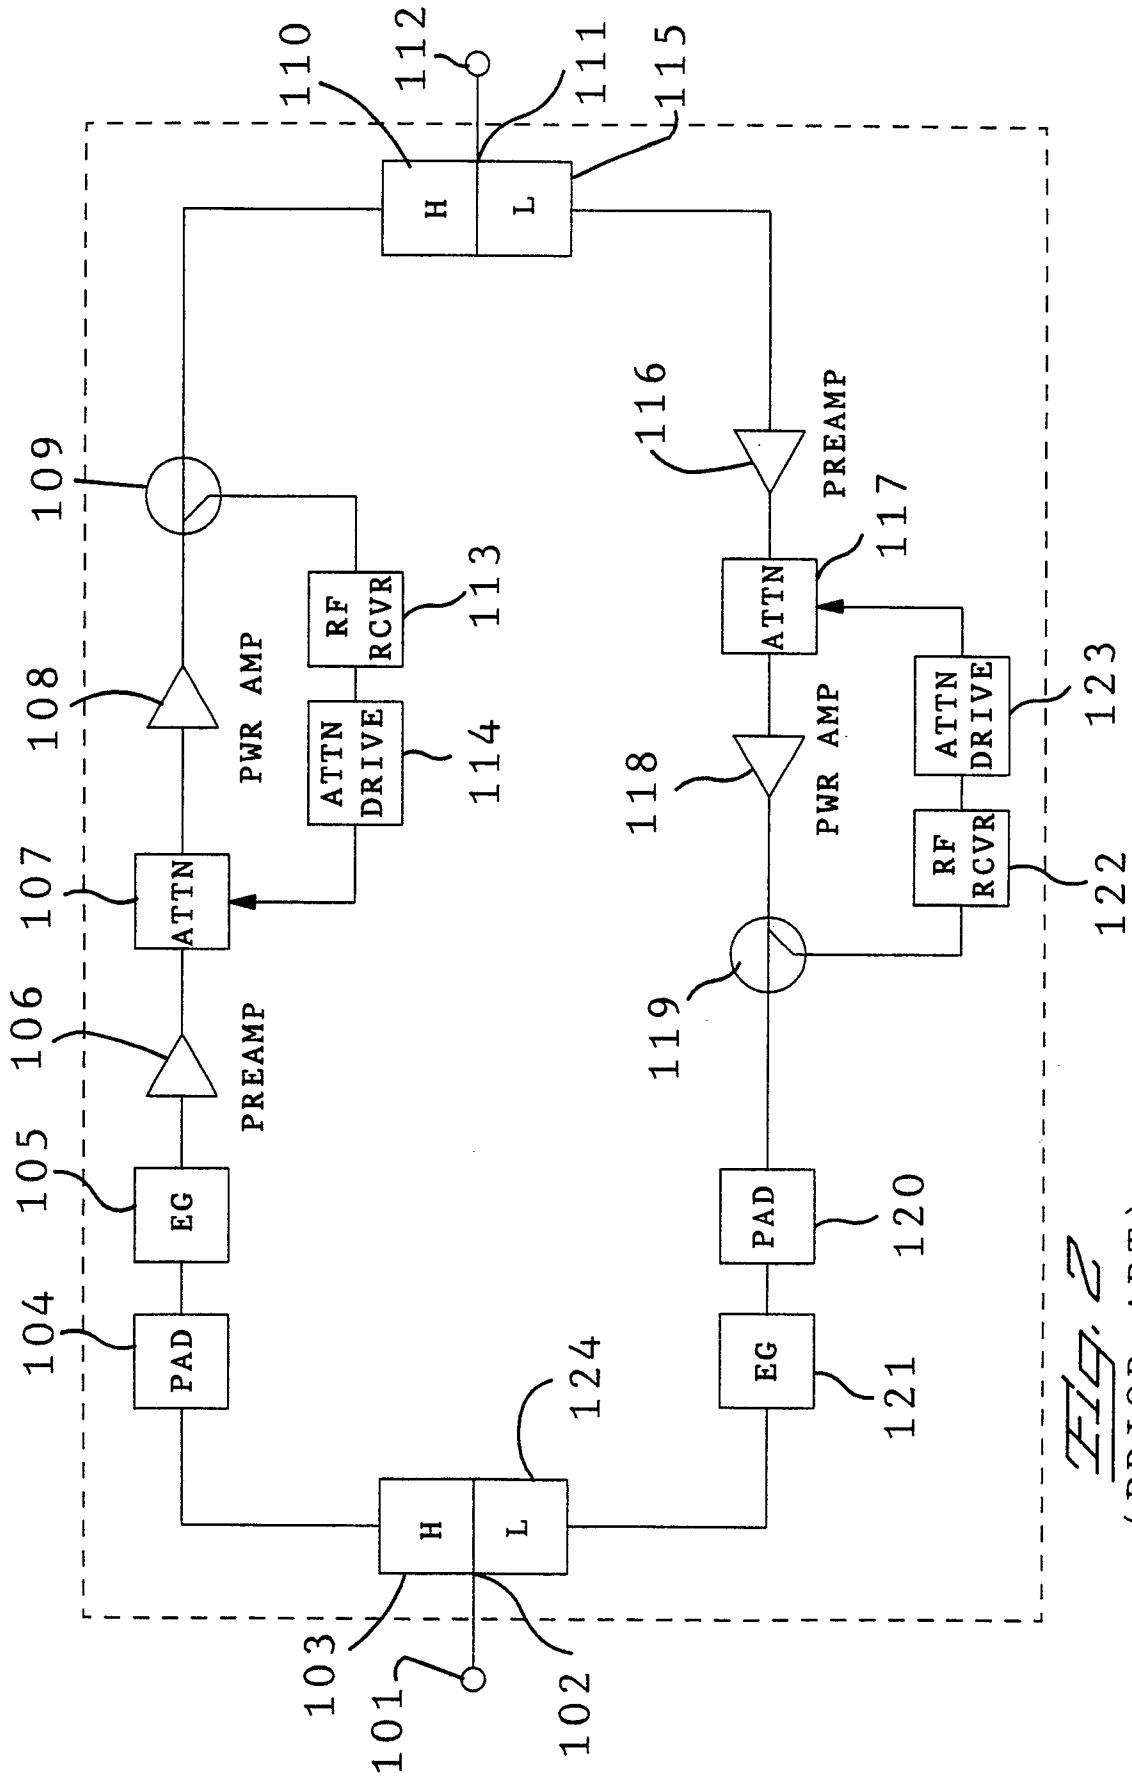 101
102
103
H
L
124
104
PAD
105
EG
106
PREAMP
107
ATTN
108
PWR AMP
109
RF
RCVR
113
ATTN
DRIVE
114
110
H
L
111
112
115
116
PREAMP
117
ATTN
118
PWR AMP
119
120
PAD
121
EG
122
RF
RCVR
123
ATTN
DRIVE
Fig. 2